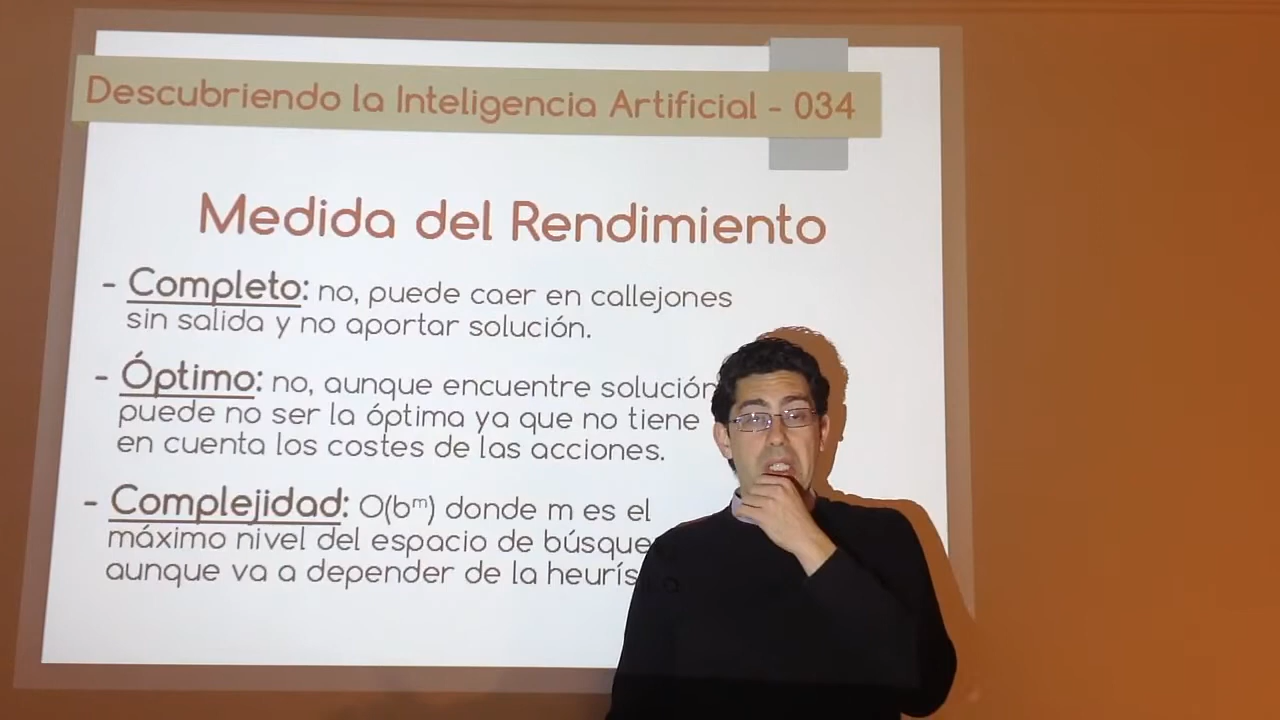 Descubriendo la Inteligencia Artificial - 034
Medida del Rendimiento
- Completo: no, puede caer en callejones
sin salida y no aportar solución.
- Óptimo: no, aunque encuentre solución
puede no ser la óptima ya que no tiene
en cuenta los costes de las acciones.
- Complejidad: O(bᵐ) donde m es el
máximo nivel del espacio de búsque
aunque va a depender de la